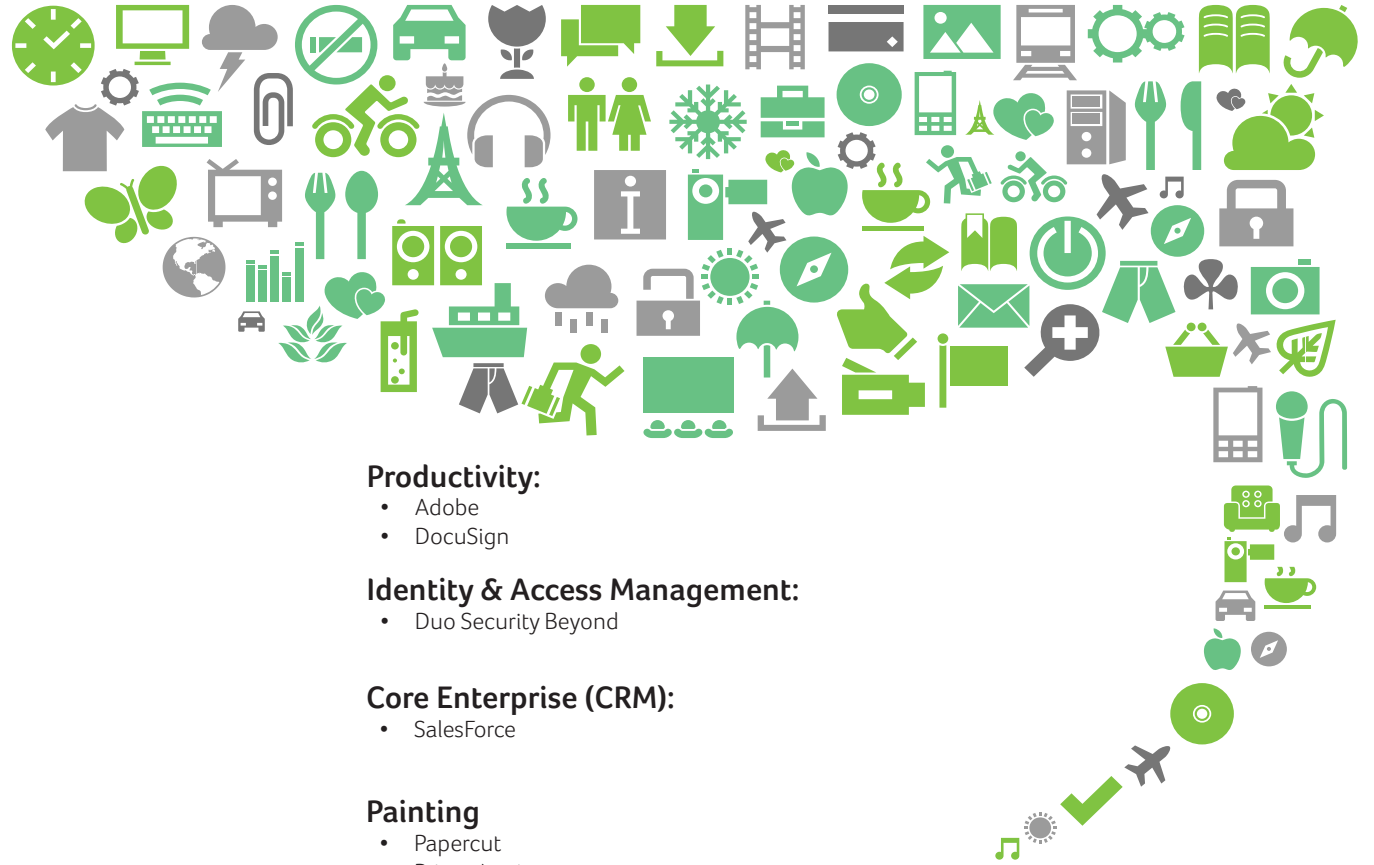 Productivity:
• Adobe
• DocuSign
Identity & Access Management:
• Duo Security Beyond
Core Enterprise (CRM):
• SalesForce
Painting
• Papercut